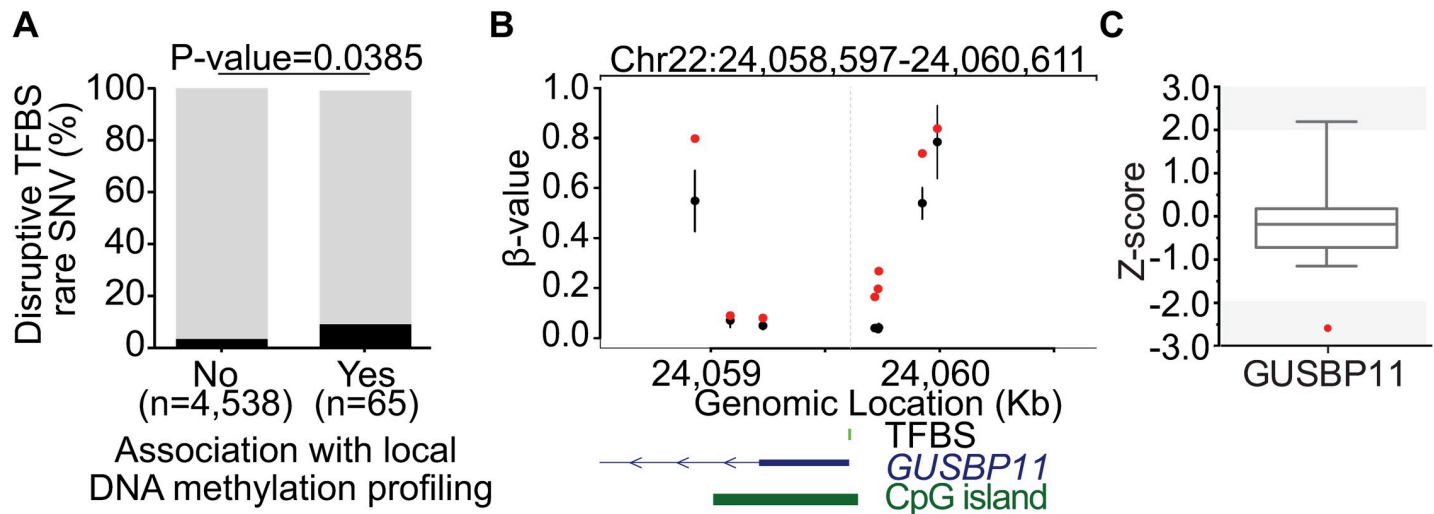 A
P-value=0.0385
Disruptive TFBS
rare SNV (%)
100
80
60
40
20
0
No
(n=4,538)
Yes
(n=65)
Association with local
DNA methylation profiling
B
Chr22:24,058,597-24,060,611
β-value
1.0
0.8
0.6
0.4
0.2
0.0
24,059
24,060
Genomic Location (Kb)
TFBS
GUSBP11
CpG island
C
Z-score
3.0
2.0
1.0
0.0
-1.0
-2.0
-3.0
GUSBP11